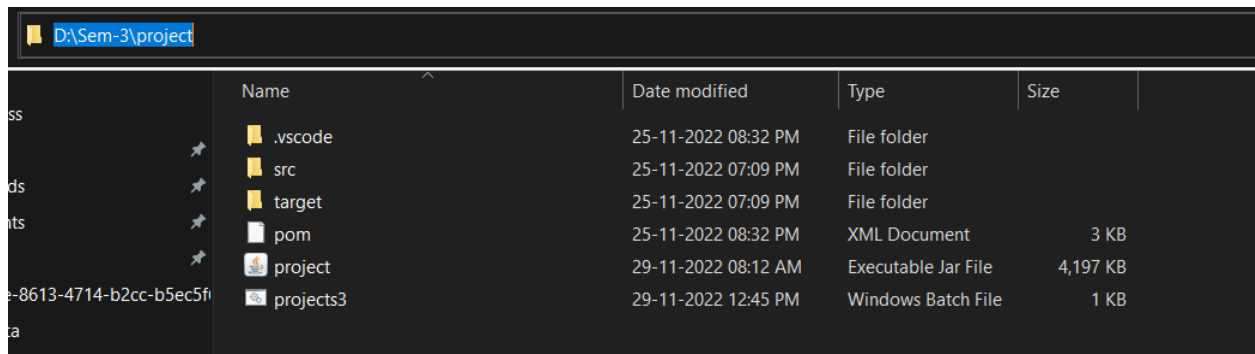 D:\Sem-3\project
Name Date modified Type Size
ss
.vscode 25-11-2022 08:32 PM File folder
src 25-11-2022 07:09 PM File folder
ds
target 25-11-2022 07:09 PM File folder
nts
pom 25-11-2022 08:32 PM XML Document 3 KB
project 29-11-2022 08:12 AM Executable Jar File 4,197 KB
-8613-4714-b2cc-b5ec5f
projects3 29-11-2022 12:45 PM Windows Batch File 1 KB
ta